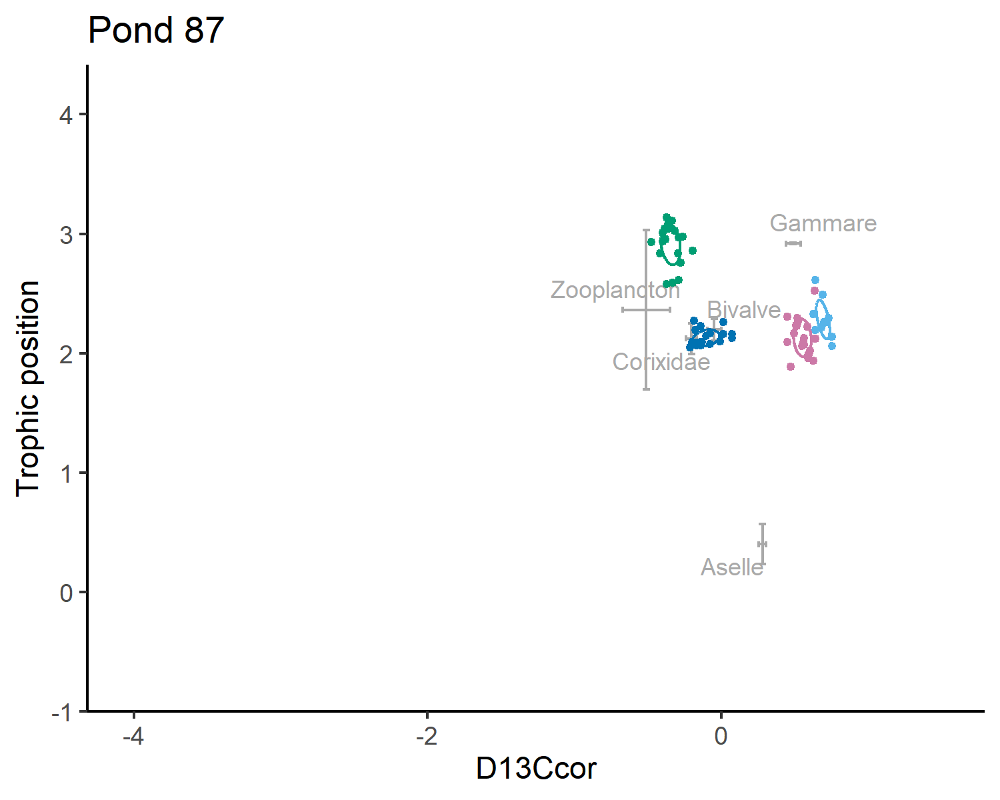 Pond 87
4
3
2
1
0
-1
Trophic position
Gammare
Zooplancton
Bivalve
Corixidae
Aselle
-4
-2
0
D13Ccor